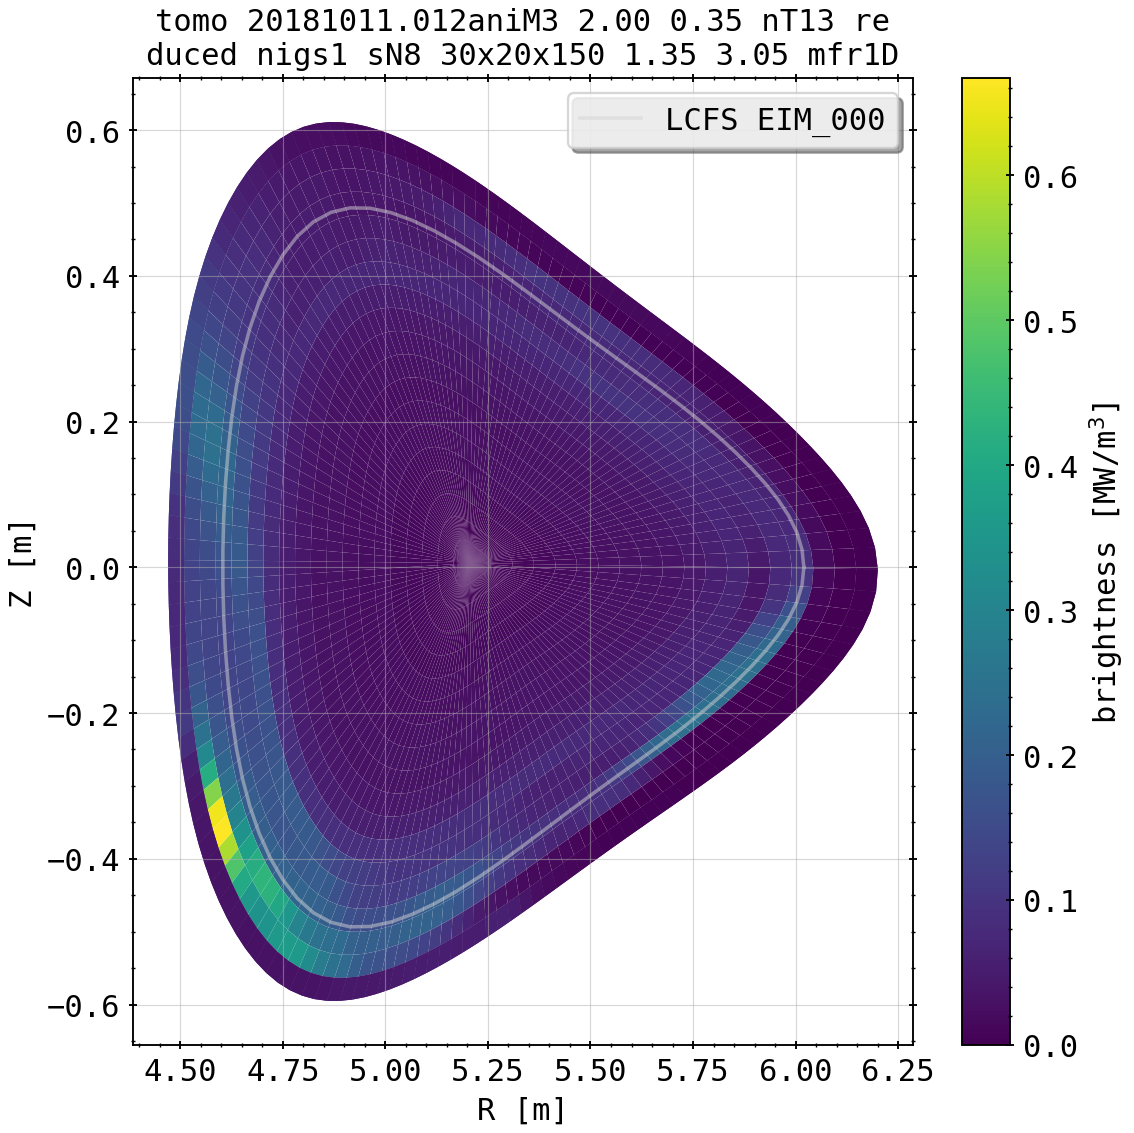 tomo 20181011.012aniM3 2.00 0.35 nT13 re
duced nigs1 sN8 30x20x150 1.35 3.05 mfr1D
LCFS EIM_000
0.6
0.4
0.2
0.0
−0.2
−0.4
−0.6
Z [m]
4.50 4.75 5.00 5.25 5.50 5.75 6.00 6.25
R [m]
0.6
0.5
0.4
0.3
0.2
0.1
0.0
brightness [MW/m³]